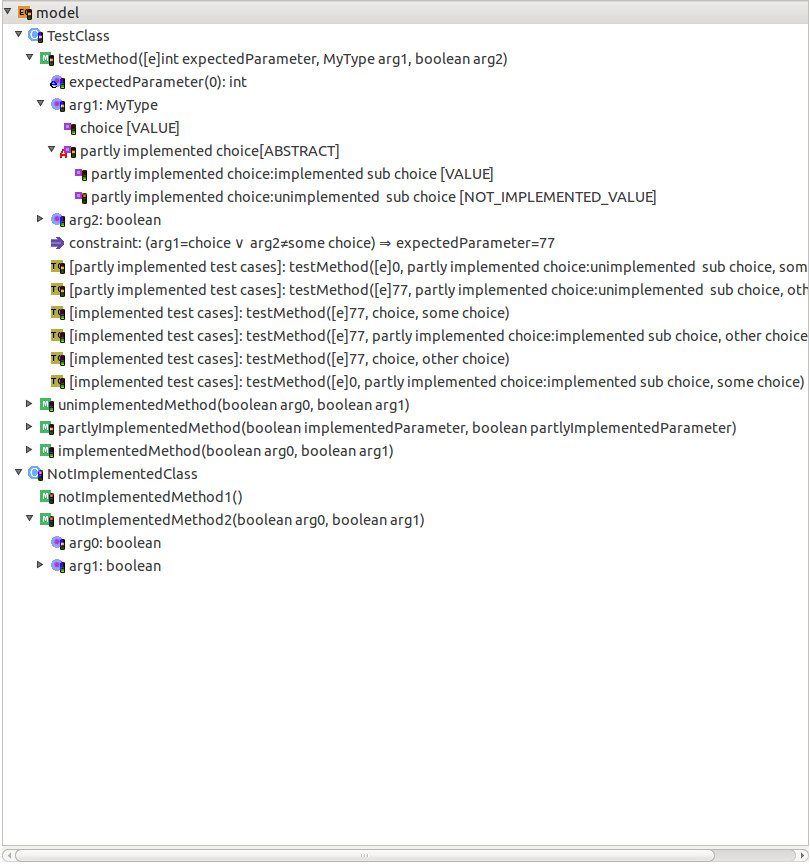 model
TestClass
testMethod([e]int expectedParameter, MyType arg1, boolean arg2)
expectedParameter(0): int
arg1: MyType
choice [VALUE]
partly implemented choice[ABSTRACT]
partly implemented choice:implemented sub choice [VALUE]
partly implemented choice:unimplemented  sub choice [NOT_IMPLEMENTED_VALUE]
arg2: boolean
constraint: (arg1=choice ∨ arg2≠some choice) ⇒ expectedParameter=77
[partly implemented test cases]: testMethod([e]0, partly implemented choice:unimplemented  sub choice, som
[partly implemented test cases]: testMethod([e]77, partly implemented choice:unimplemented  sub choice, oth
[implemented test cases]: testMethod([e]77, choice, some choice)
[implemented test cases]: testMethod([e]77, partly implemented choice:implemented sub choice, other choice
[implemented test cases]: testMethod([e]77, choice, other choice)
[implemented test cases]: testMethod([e]0, partly implemented choice:implemented sub choice, some choice)
unimplementedMethod(boolean arg0, boolean arg1)
partlyImplementedMethod(boolean implementedParameter, boolean partlyImplementedParameter)
implementedMethod(boolean arg0, boolean arg1)
NotImplementedClass
notImplementedMethod1()
notImplementedMethod2(boolean arg0, boolean arg1)
arg0: boolean
arg1: boolean